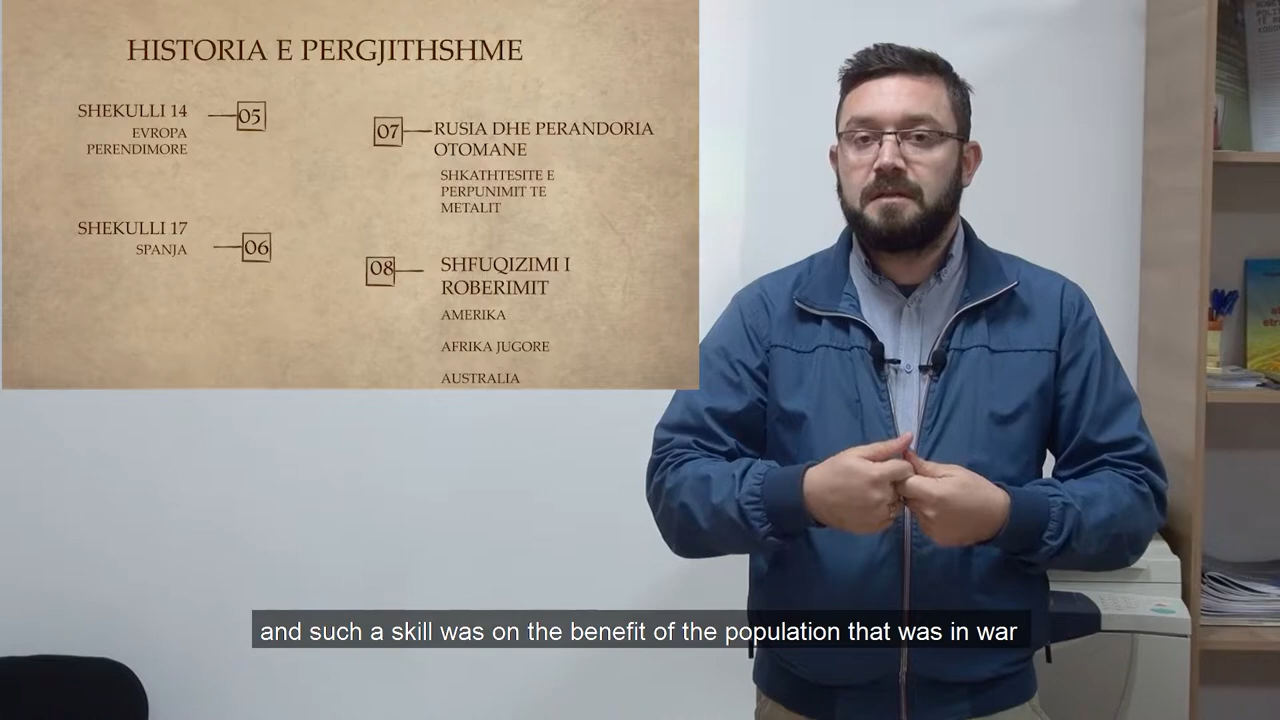 HISTORIA E PERGJITHSHME
SHEKULLI 14
05
EVROPA
PERENDIMORE
SHEKULLI 17
06
SPANJA
07
RUSIA DHE PERANDORIA
OTOMANE
SHKATHTESITE E
PERPUNIMIT TE
METALIT
08
SHFUQIZIMI I
ROBERIMIT
AMERIKA
AFRIKA JUGORE
AUSTRALIA
and such a skill was on the benefit of the population that was in war